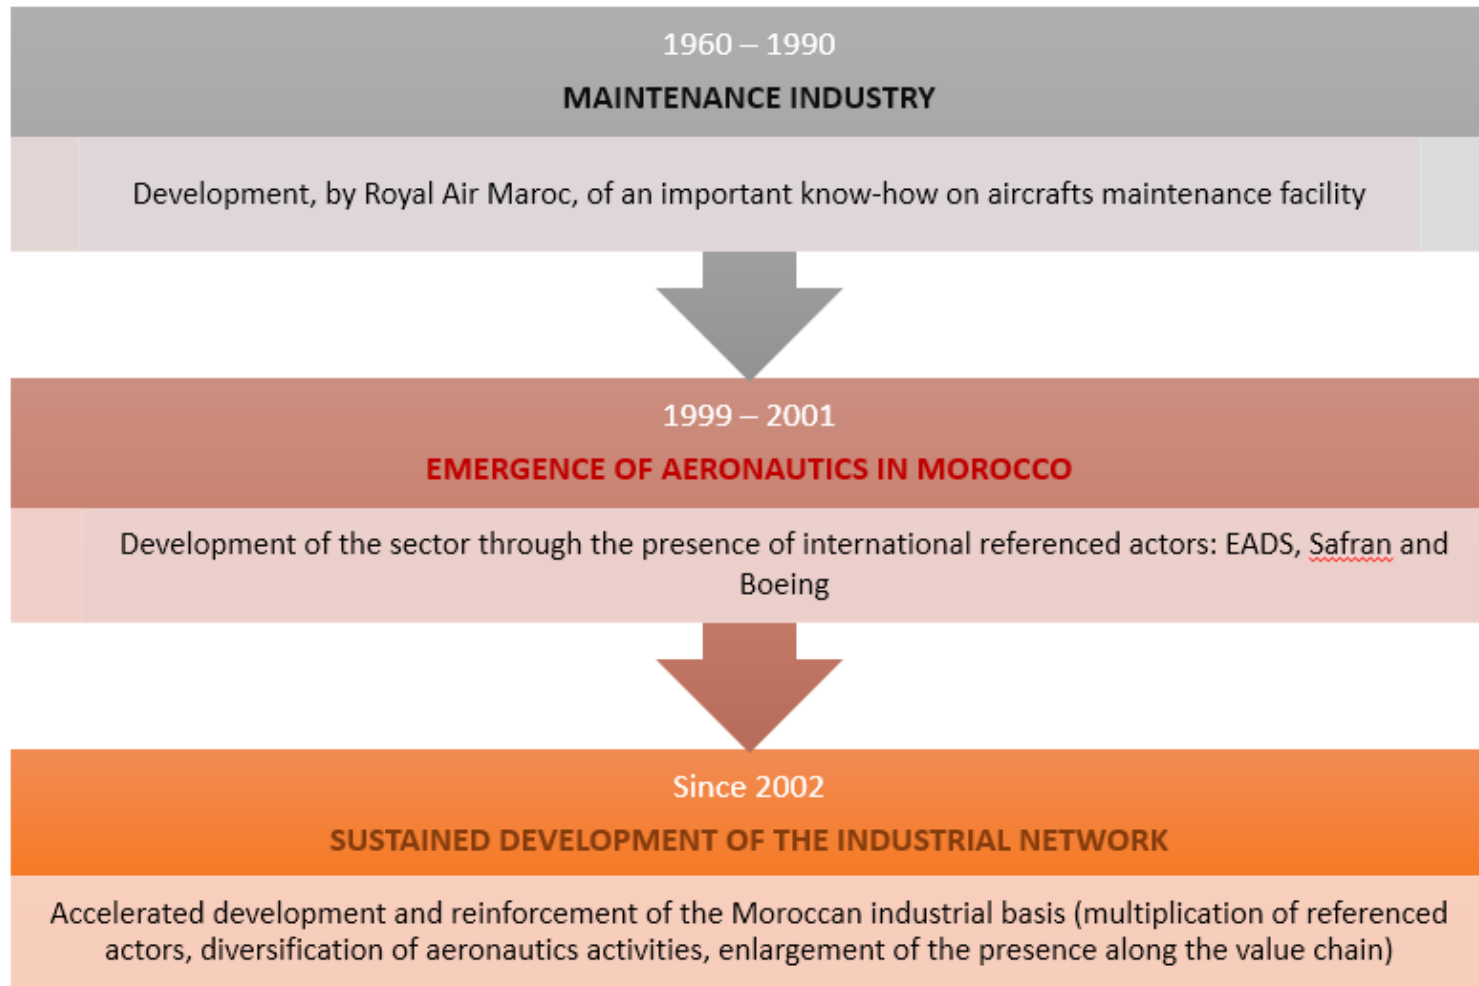 1960 – 1990
MAINTENANCE INDUSTRY
Development, by Royal Air Maroc, of an important know-how on aircrafts maintenance facility
1999 – 2001
EMERGENCE OF AERONAUTICS IN MOROCCO
Development of the sector through the presence of international referenced actors: EADS, Safran and
Boeing
Since 2002
SUSTAINED DEVELOPMENT OF THE INDUSTRIAL NETWORK
Accelerated development and reinforcement of the Moroccan industrial basis (multiplication of referenced
actors, diversification of aeronautics activities, enlargement of the presence along the value chain)